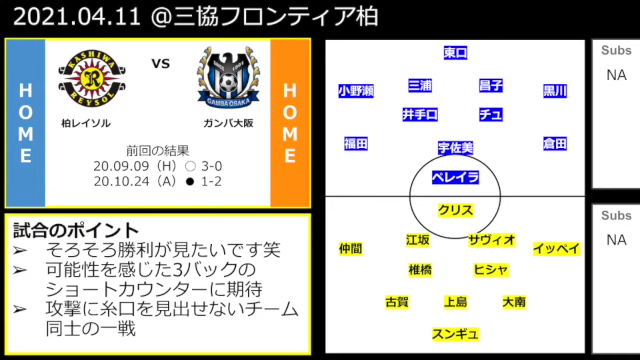 2021.04.11 @三協フロンティア柏
HOME
KASHIWA
REYSOL
VS
GAMBA OSAKA
HOME
柏レイソル
ガンバ大阪
前回の結果
20.09.09（H）○ 3-0
20.10.24（A）● 1-2
試合のポイント
➢ そろそろ勝利が見たいです笑
➢ 可能性を感じた3バックの
ショートカウンターに期待
➢ 攻撃に糸口を見出せないチーム
同士の一戦
東口
小野瀬 三浦 昌子 黒川
井手口 チュ
福田 宇佐美 倉田
ペレイラ
クリス
仲間 江坂 サヴィオ イッペイ
椎橋 ヒシャ
古賀 上島 大南
スンギュ
Subs
NA
Subs
NA